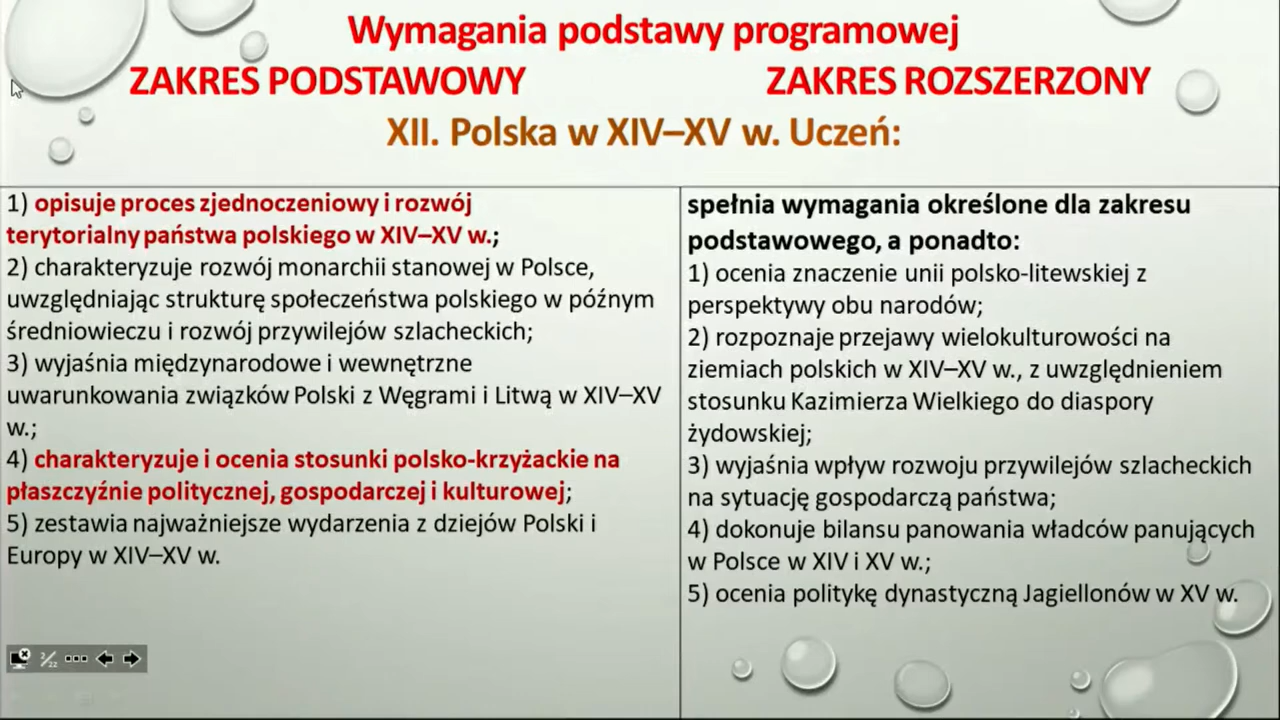 Wymagania podstawy programowej
ZAKRES PODSTAWOWY
ZAKRES ROZSZERZONY
XII. Polska w XIV–XV w. Uczeń:
1) opisuje proces zjednoczeniowy i rozwój
terytorialny państwa polskiego w XIV–XV w.;
2) charakteryzuje rozwój monarchii stanowej w Polsce,
uwzględniając strukturę społeczeństwa polskiego w późnym
średniowieczu i rozwój przywilejów szlacheckich;
3) wyjaśnia międzynarodowe i wewnętrzne
uwarunkowania związków Polski z Węgrami i Litwą w XIV–XV
w.;
4) charakteryzuje i ocenia stosunki polsko-krzyżackie na
płaszczyźnie politycznej, gospodarczej i kulturowej;
5) zestawia najważniejsze wydarzenia z dziejów Polski i
Europy w XIV–XV w.
spełnia wymagania określone dla zakresu
podstawowego, a ponadto:
1) ocenia znaczenie unii polsko-litewskiej z
perspektywy obu narodów;
2) rozpoznaje przejawy wielokulturowości na
ziemiach polskich w XIV–XV w., z uwzględnieniem
stosunku Kazimierza Wielkiego do diaspory
żydowskiej;
3) wyjaśnia wpływ rozwoju przywilejów szlacheckich
na sytuację gospodarczą państwa;
4) dokonuje bilansu panowania władców panujących
w Polsce w XIV i XV w.;
5) ocenia politykę dynastyczną Jagiellonów w XV w.